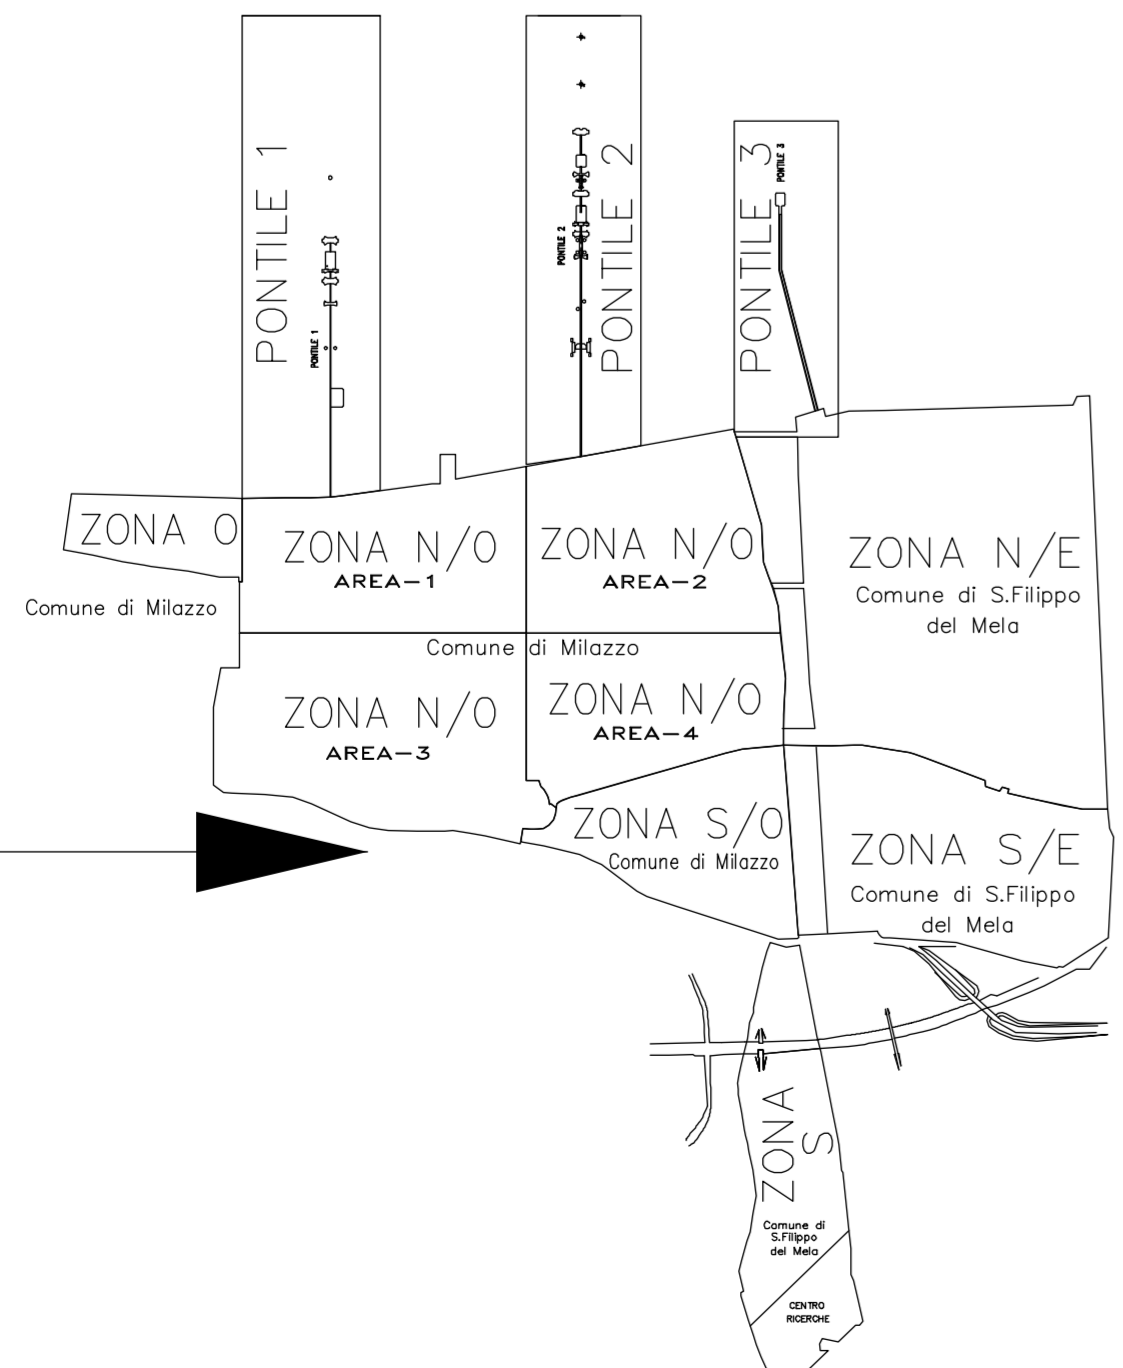 PONTILE 1
PONTILE 1
PONTILE 2
PONTILE 2
PONTILE 3
PONTILE 3
ZONA O
Comune di Milazzo
ZONA N/O
AREA-1
ZONA N/O
AREA-2
ZONA N/E
Comune di S.Filippo
del Mela
Comune di Milazzo
ZONA N/O
AREA-3
ZONA N/O
AREA-4
ZONA S/O
Comune di Milazzo
ZONA S/E
Comune di S.Filippo
del Mela
ZONA
S
Comune di
S.Filippo
del Mela
CENTRO
RICERCHE